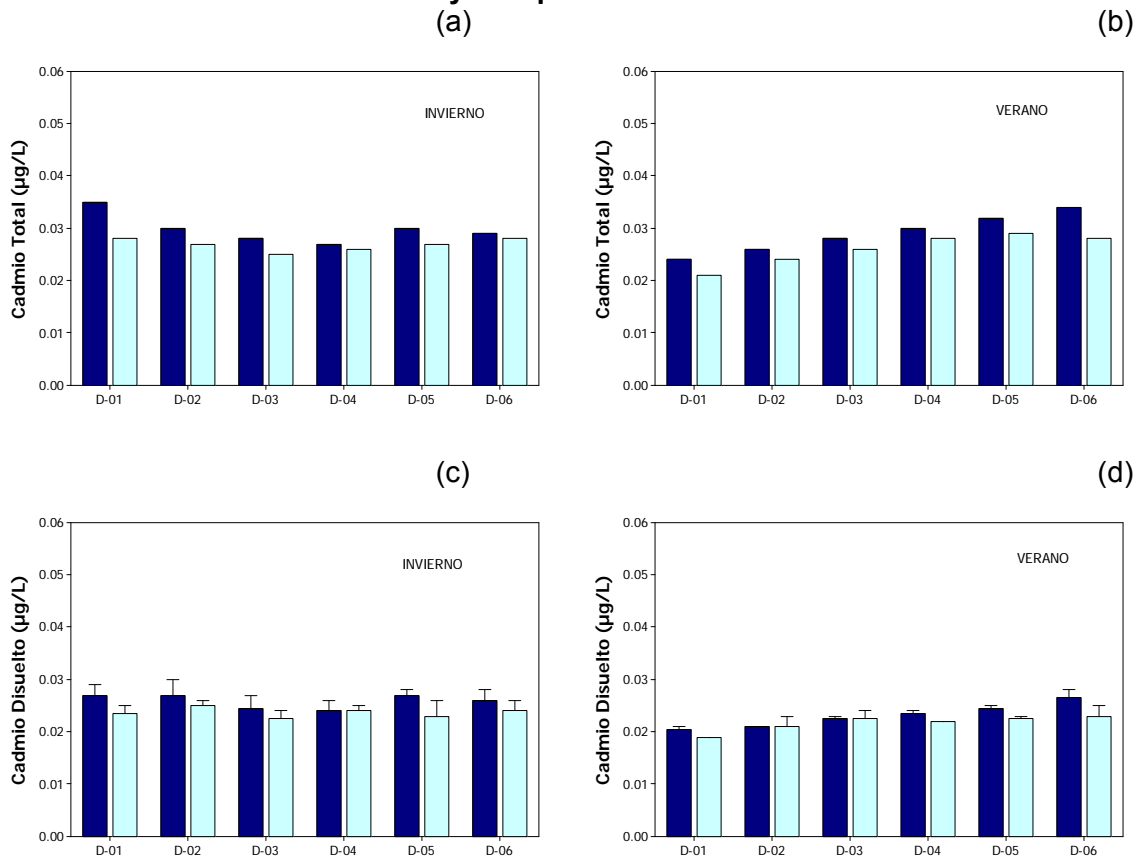 (a)
(b)
0.06
0.05
0.04
0.03
0.02
0.01
0.00
Cadmio Total (µg/L)
INVIERNO
D-01 D-02 D-03 D-04 D-05 D-06
0.06
0.05
0.04
0.03
0.02
0.01
0.00
Cadmio Total (µg/L)
VERANO
D-01 D-02 D-03 D-04 D-05 D-06
(c)
(d)
0.06
0.05
0.04
0.03
0.02
0.01
0.00
Cadmio Disuelto (µg/L)
INVIERNO
D-01 D-02 D-03 D-04 D-05 D-06
0.06
0.05
0.04
0.03
0.02
0.01
0.00
Cadmio Disuelto (µg/L)
VERANO
D-01 D-02 D-03 D-04 D-05 D-06